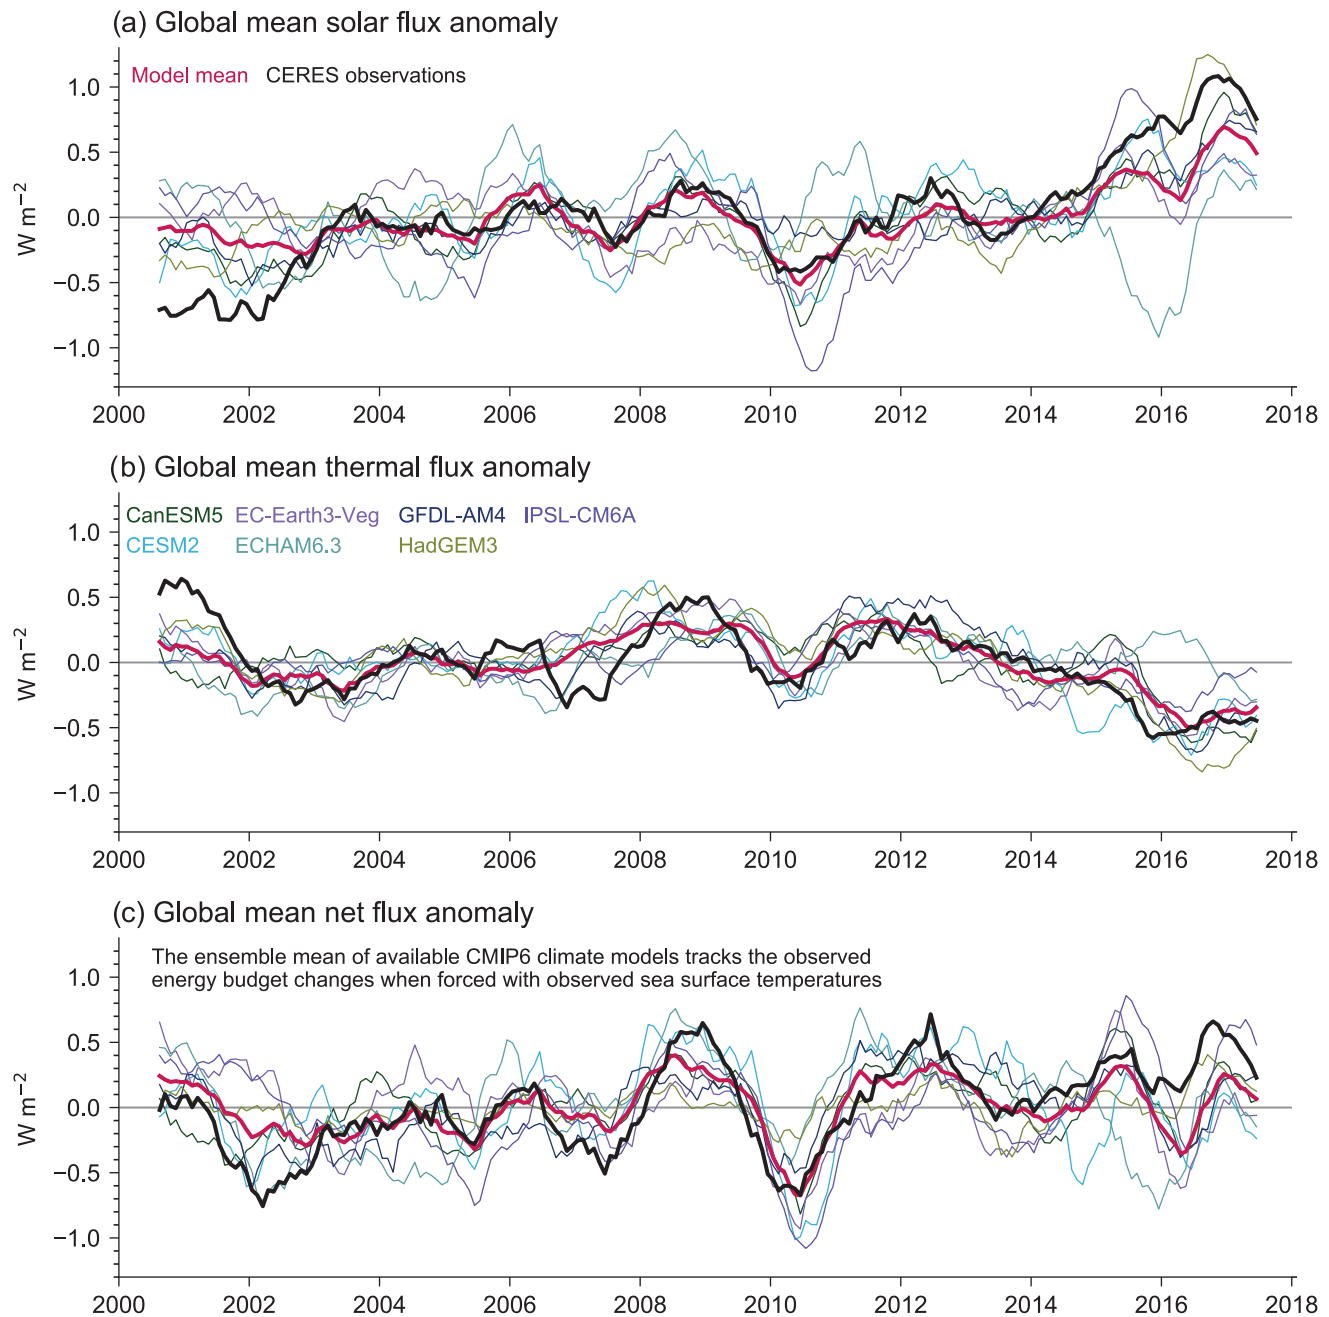 (a) Global mean solar flux anomaly
Model mean CERES observations
1.0
0.5
0.0
−0.5
−1.0
W m−2
2000 2002 2004 2006 2008 2010 2012 2014 2016 2018
(b) Global mean thermal flux anomaly
CanESM5 EC-Earth3-Veg GFDL-AM4 IPSL-CM6A
CESM2 ECHAM6.3 HadGEM3
1.0
0.5
0.0
−0.5
−1.0
W m−2
2000 2002 2004 2006 2008 2010 2012 2014 2016 2018
(c) Global mean net flux anomaly
The ensemble mean of available CMIP6 climate models tracks the observed
energy budget changes when forced with observed sea surface temperatures
1.0
0.5
0.0
−0.5
−1.0
W m−2
2000 2002 2004 2006 2008 2010 2012 2014 2016 2018